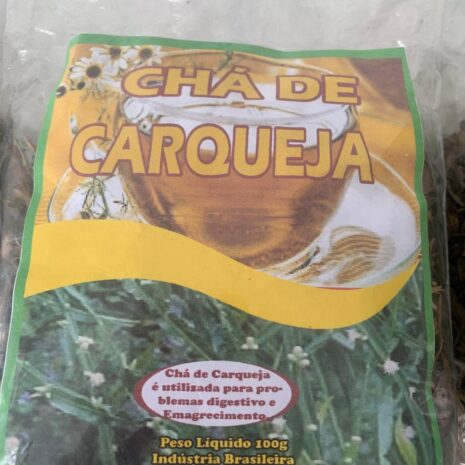 CHÁ DE
CARQUEJA
Chá de Carqueja
é utilizada para pro-
blemas digestivo e
Emagrecimento.
Peso Líquido 100g
Indústria Brasileira